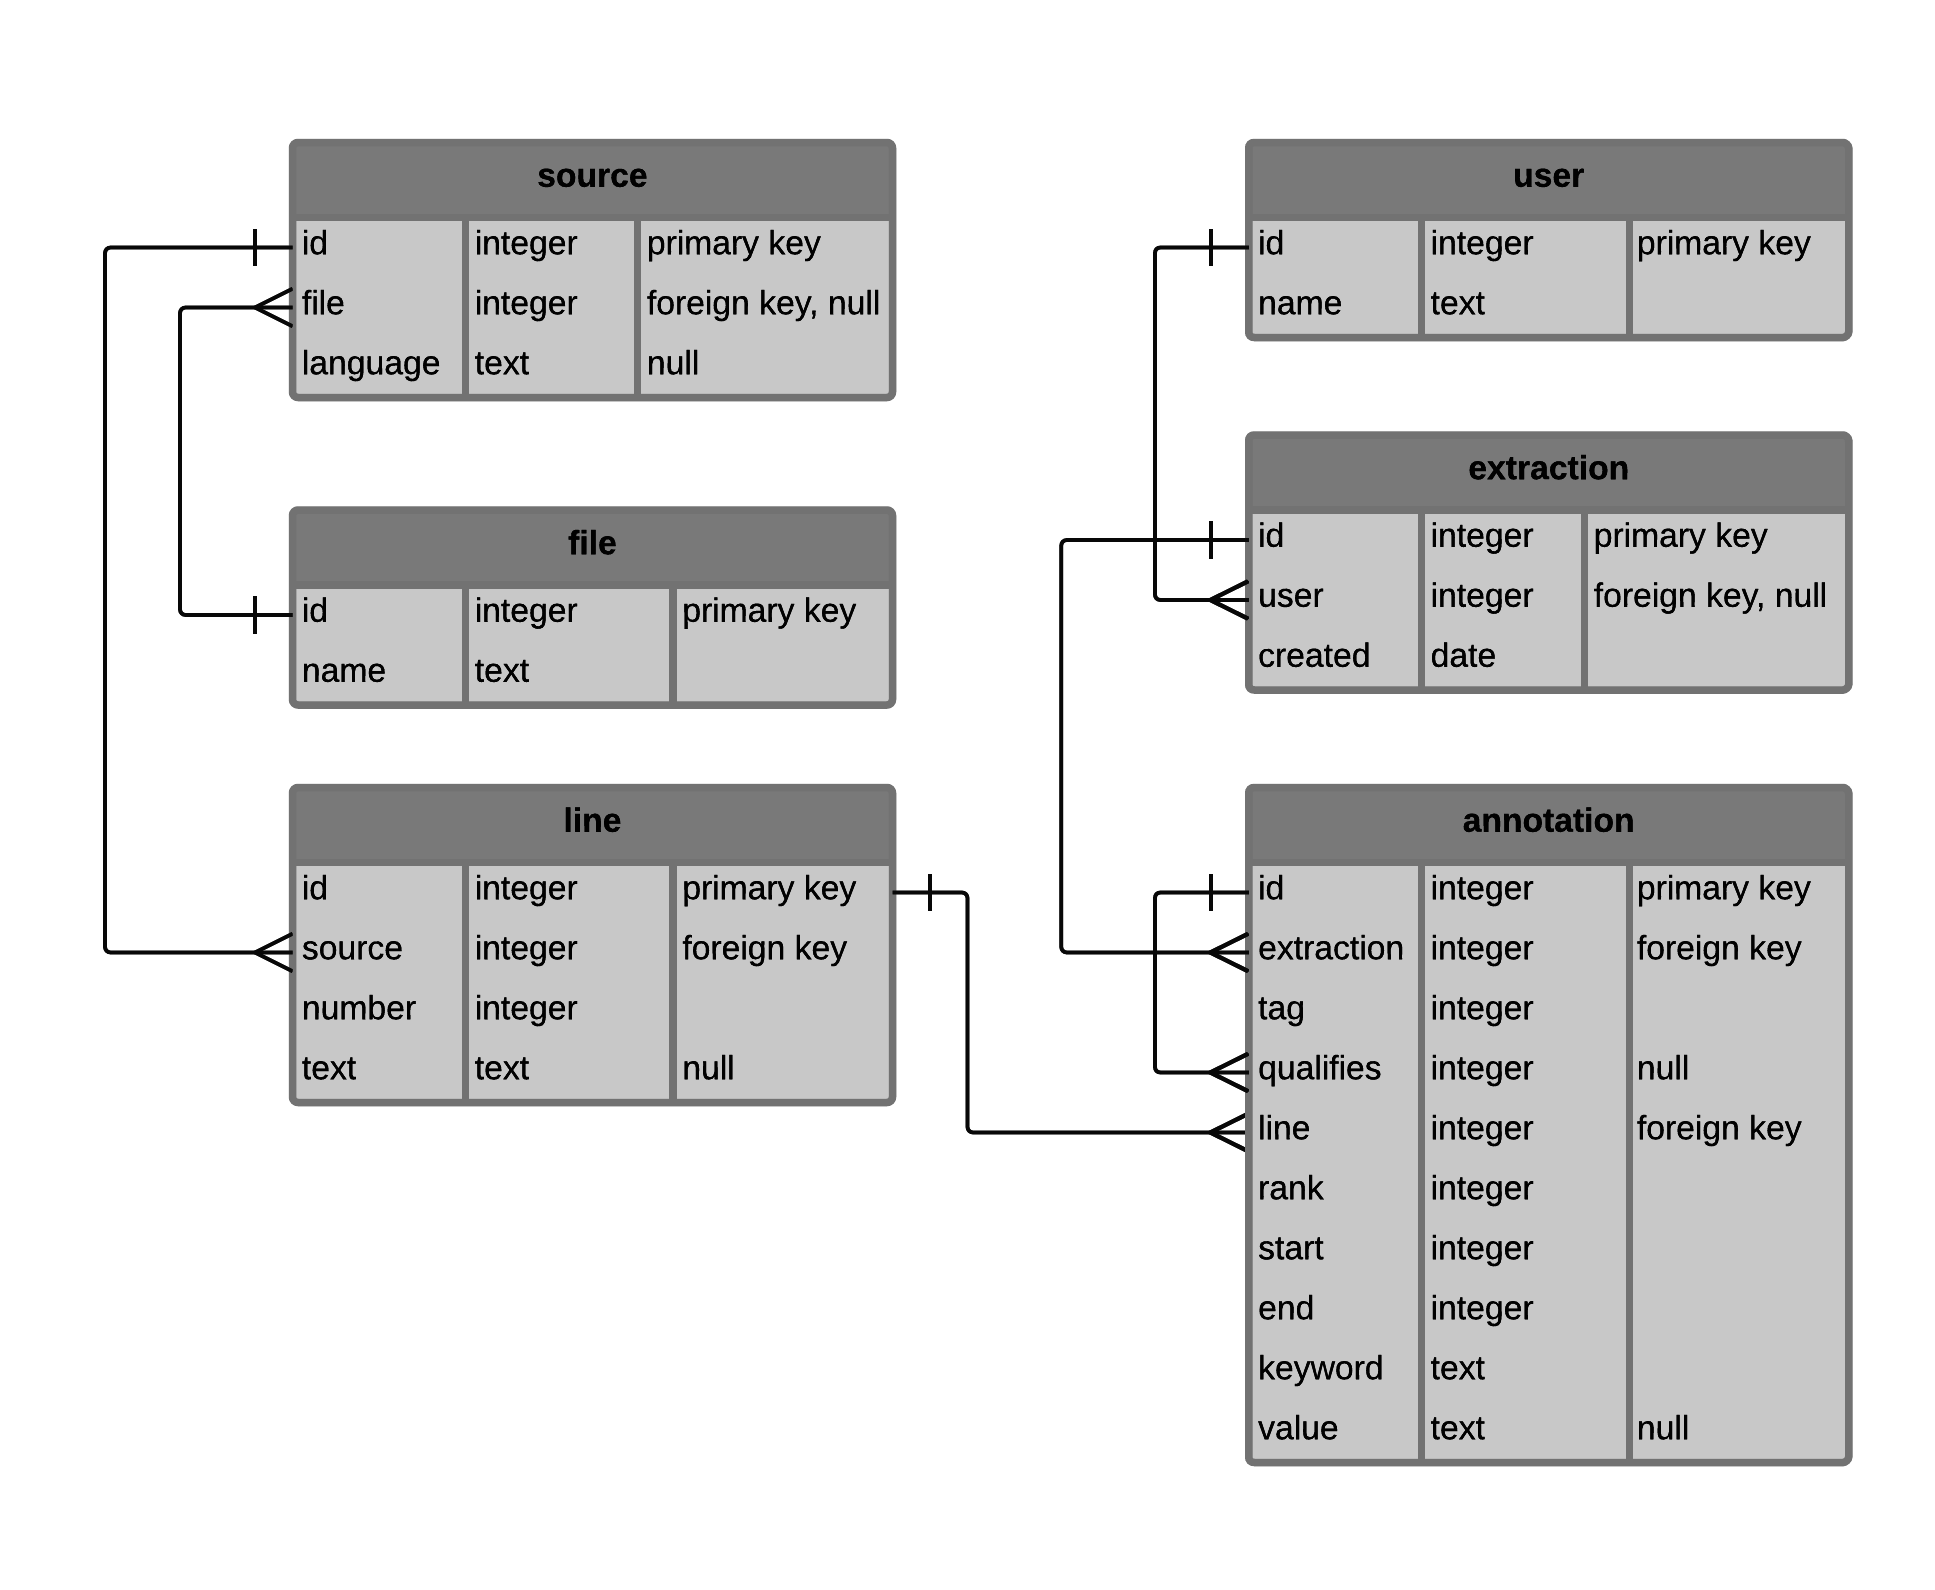 source
id integer primary key
file integer foreign key, null
language text null
file
id integer primary key
name text
line
id integer primary key
source integer foreign key
number integer
text text null
user
id integer primary key
name text
extraction
id integer primary key
user integer foreign key, null
created date
annotation
id integer primary key
extraction integer foreign key
tag integer
qualifies integer null
line integer foreign key
rank integer
start integer
end integer
keyword text
value text null